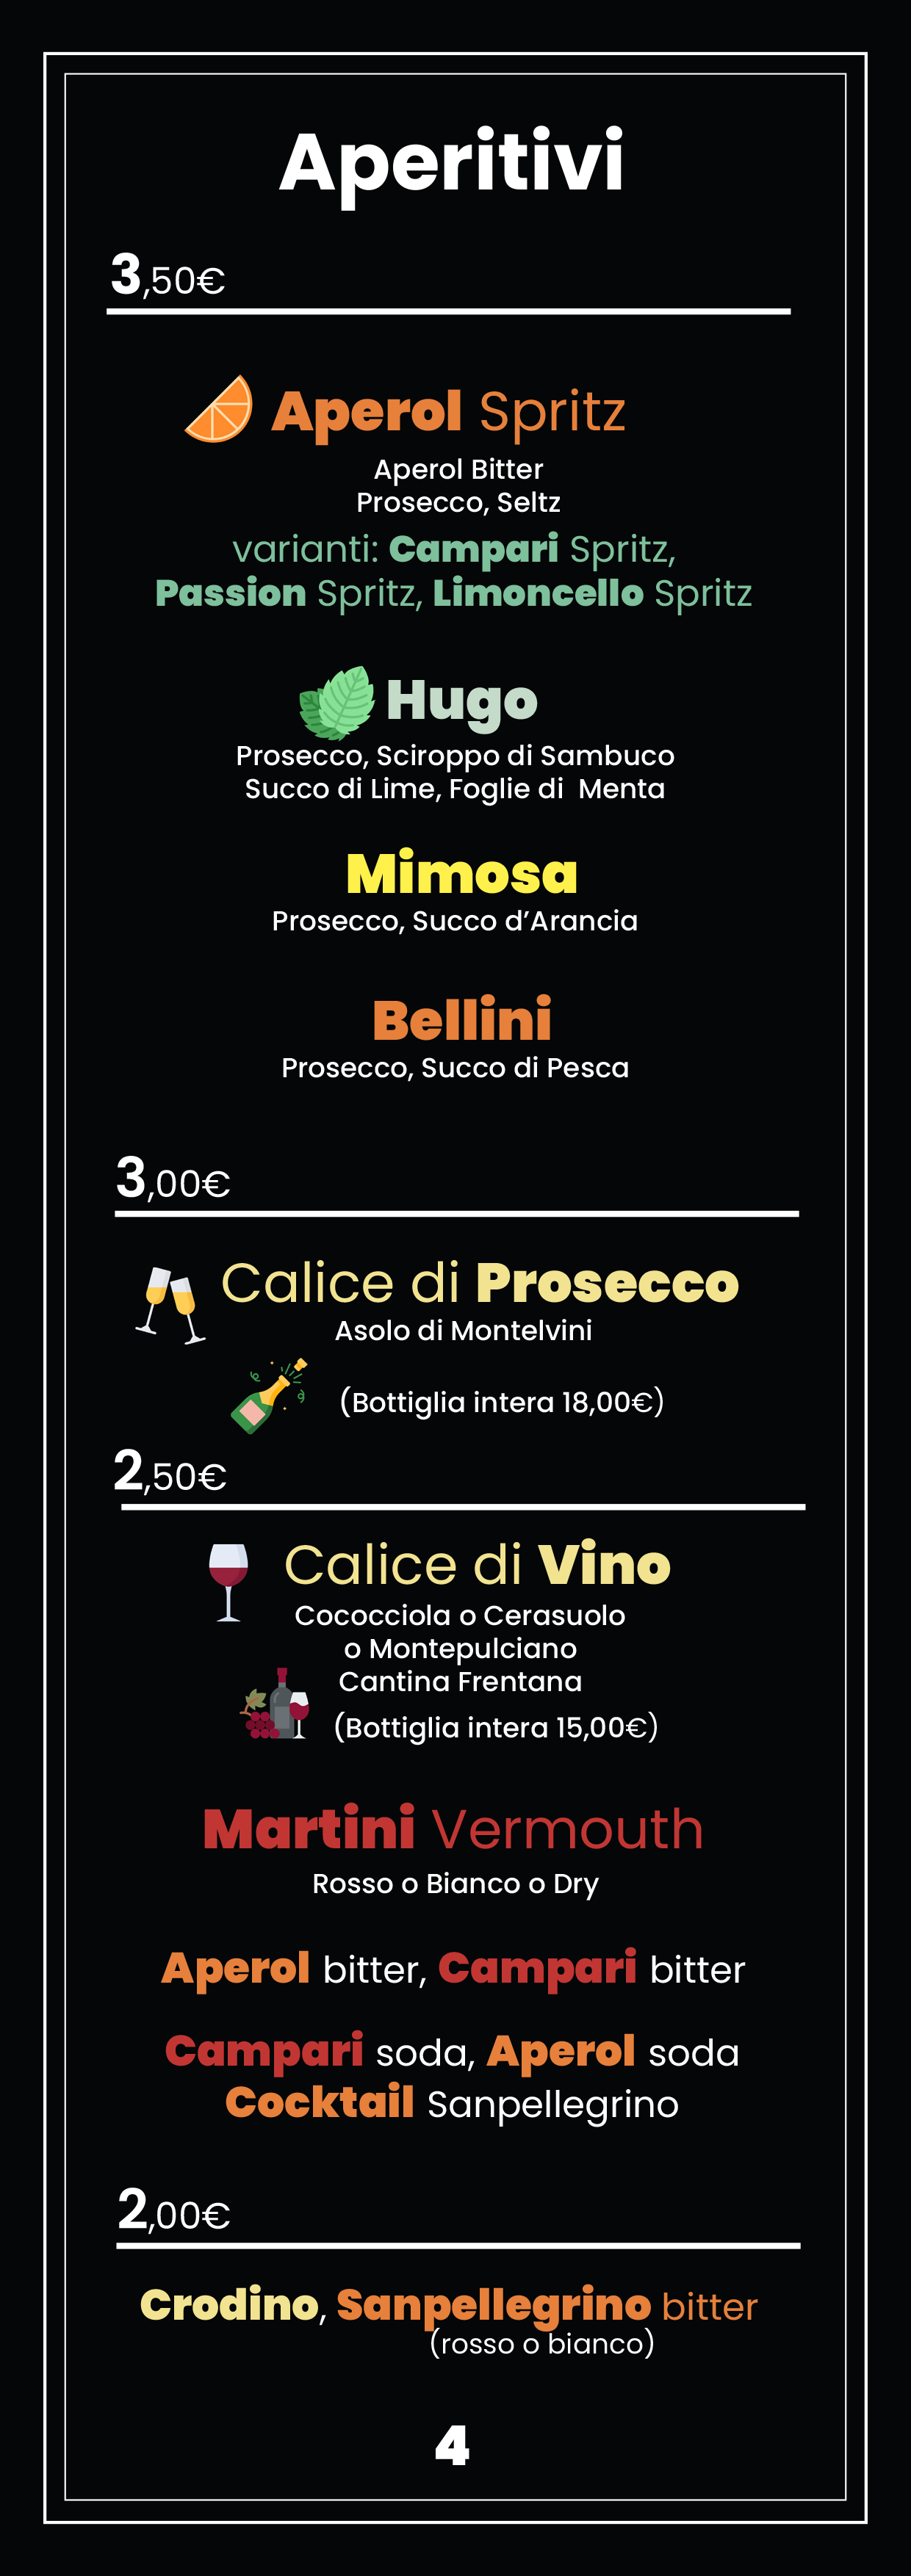 Aperitivi
3,50€
Aperol Spritz
Aperol Bitter
Prosecco, Seltz
varianti: Campari Spritz,
Passion Spritz, Limoncello Spritz
Hugo
Prosecco, Sciroppo di Sambuco
Succo di Lime, Foglie di Menta
Mimosa
Prosecco, Succo d’Arancia
Bellini
Prosecco, Succo di Pesca
3,00€
Calice di Prosecco
Asolo di Montelvini
(Bottiglia intera 18,00€)
2,50€
Calice di Vino
Cococciola o Cerasuolo
o Montepulciano
Cantina Frentana
(Bottiglia intera 15,00€)
Martini Vermouth
Rosso o Bianco o Dry
Aperol bitter, Campari bitter
Campari soda, Aperol soda
Cocktail Sanpellegrino
2,00€
Crodino, Sanpellegrino bitter
(rosso o bianco)
4